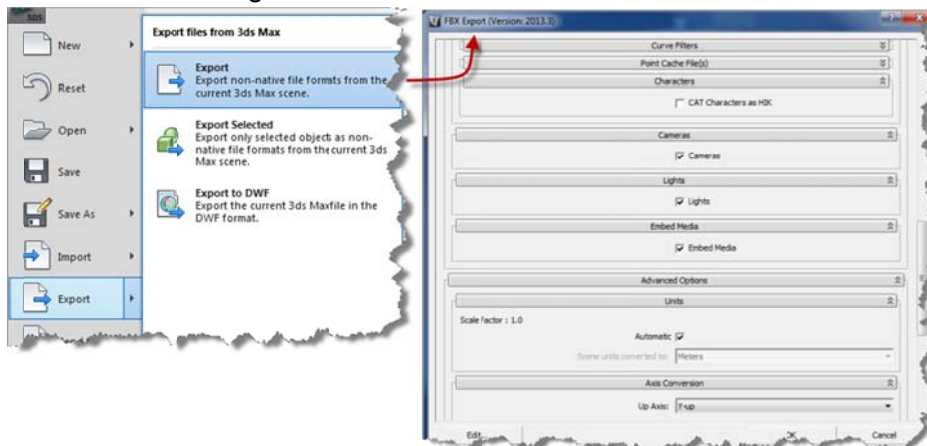 SDS
New
Reset
Open
Save
Save As
Import
Export
Export files from 3ds Max
Export
Export non-native file formats from the
current 3ds Max scene.
Export Selected
Export only selected objects as non-
native file formats from the current 3ds
Max scene.
Export to DWF
Export the current 3ds Max file in the
DWF format.
FBX Export (Version: 2013.3)
Curve Filters
Point Cache File(s)
Characters
CAT Characters as HIK
Cameras
Cameras
Lights
Lights
Embed Media
Embed Media
Advanced Options
Units
Scale Factor : 1.0
Automatic
Scene units converted to: Meters
Axis Conversion
Up Axis: Y-up
Edit...
OK
Cancel